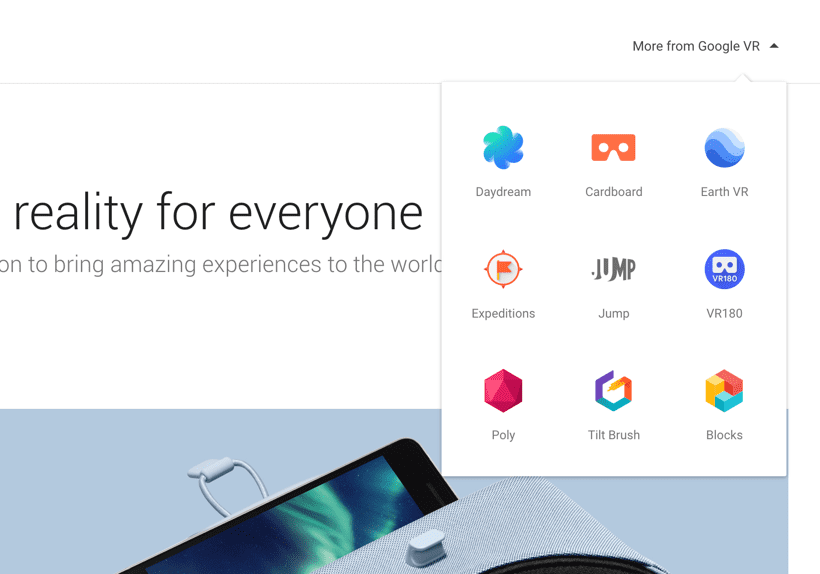 More from Google VR
reality for everyone
on to bring amazing experiences to the world
Daydream
Cardboard
Earth VR
Expeditions
JUMP
Jump
VR180
VR180
Poly
Tilt Brush
Blocks